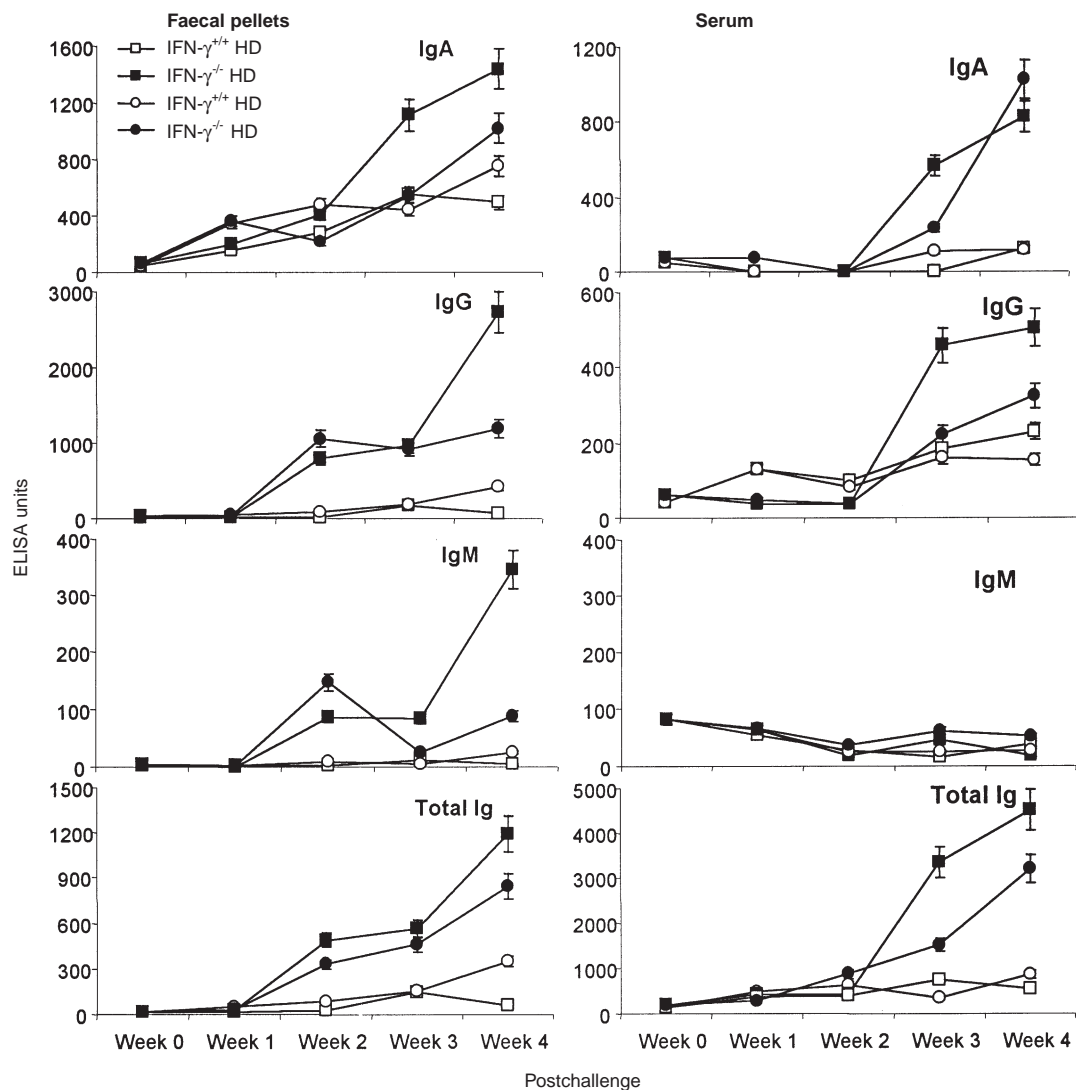 Faecal pellets
IFN-γ+/+ HD
IFN-γ-/- HD
IFN-γ+/+ HD
IFN-γ-/- HD
Serum
ELISA units
IgA
1600
1200
800
400
0
IgA
1200
800
400
0
IgG
3000
2000
1000
0
IgG
600
400
200
0
IgM
400
300
200
100
0
IgM
400
300
200
100
0
Total Ig
1500
1200
900
600
300
0
Total Ig
5000
4000
3000
2000
1000
0
Week 0 Week 1 Week 2 Week 3 Week 4
Week 0 Week 1 Week 2 Week 3 Week 4
Postchallenge